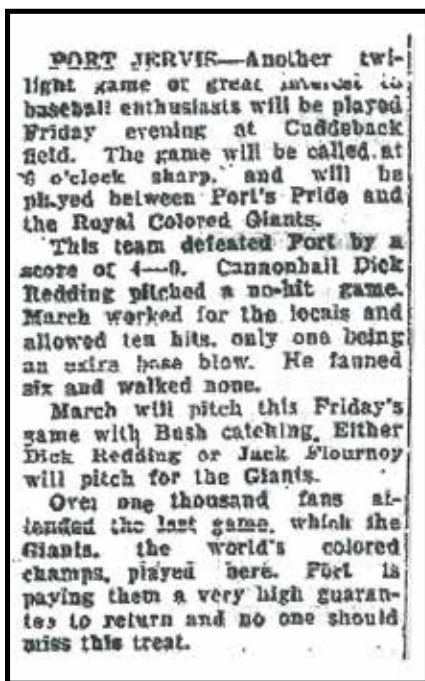 PORT JERVIS—Another twi-
light game of great interest to
baseball enthusiasts will be played
Friday evening at Cuddeback
field. The game will be called at
6 o'clock sharp, and will be
played between Port's Pride and
the Royal Colored Giants.
This team defeated Port by a
score of 4—0. Cannonball Dick
Redding pitched a no-hit game.
March worked for the locals and
allowed ten hits, only one being
an extra base blow. He fanned
six and walked none.
March will pitch this Friday's
game with Bush catching. Either
Dick Redding or Jack Flournoy
will pitch for the Giants.
Over one thousand fans at-
tended the last game, which the
Giants, the world's colored
champs, played here. Port is
paying them a very high guaran-
tee to return and no one should
miss this treat.